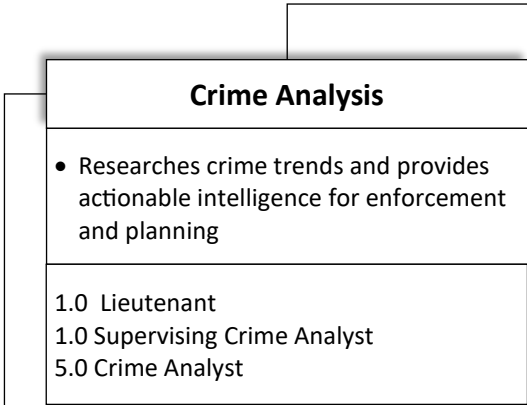 Crime Analysis
• Researches crime trends and provides
actionable intelligence for enforcement
and planning
1.0 Lieutenant
1.0 Supervising Crime Analyst
5.0 Crime Analyst